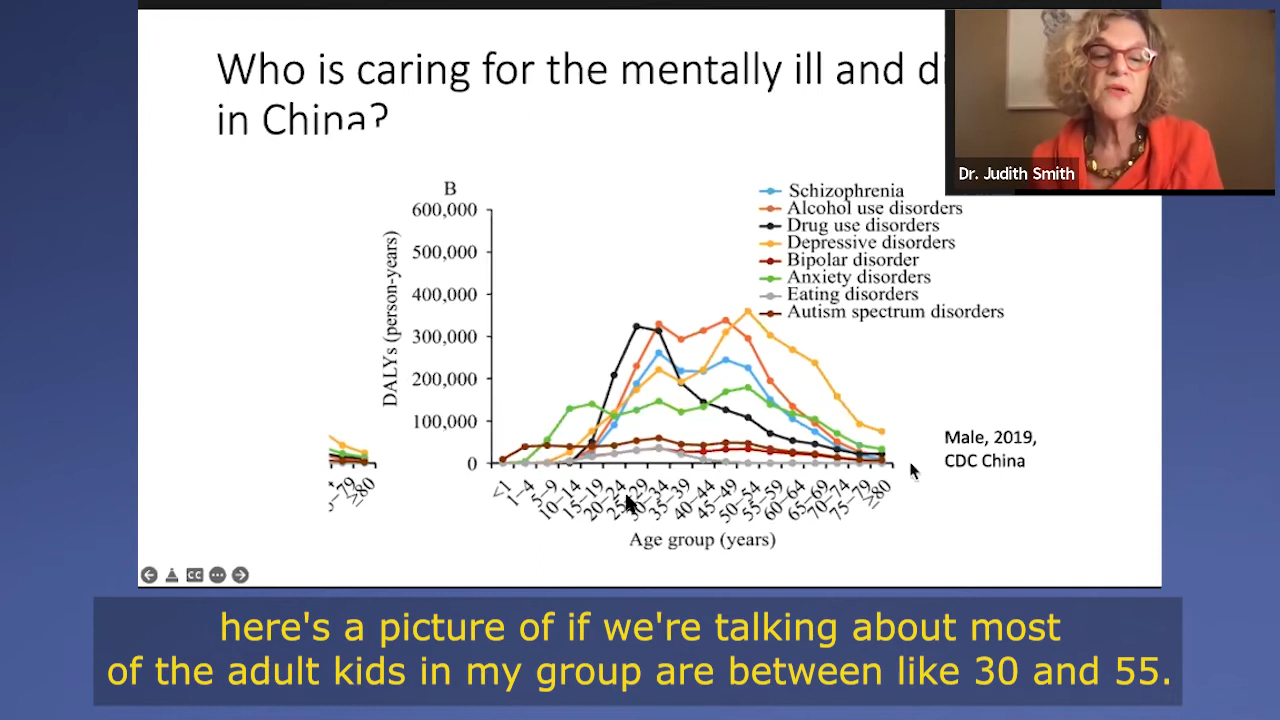 Who is caring for the mentally ill and di
in China?
Dr. Judith Smith
B
Schizophrenia
Alcohol use disorders
Drug use disorders
Depressive disorders
Bipolar disorder
Anxiety disorders
Eating disorders
Autism spectrum disorders
600,000
500,000
400,000
300,000
200,000
100,000
0
DALYs (person-years)
Male, 2019,
CDC China
-79
≥80
<1
1–4
5–9
10–14
15–19
20–24
25–29
30–34
35–39
40–44
45–49
50–54
55–59
60–64
65–69
70–74
75–79
≥80
Age group (years)
CC
here's a picture of if we're talking about most
of the adult kids in my group are between like 30 and 55.